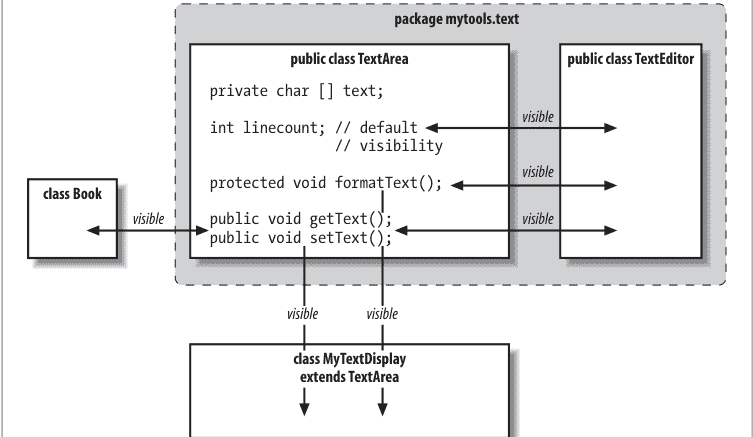 package mytools.text
public class TextArea
private char [] text;
int linecount; // default
// visibility
protected void formatText();
public void getText();
public void setText();
public class TextEditor
visible
visible
visible
class Book
visible
visible
visible
class MyTextDisplay
extends TextArea